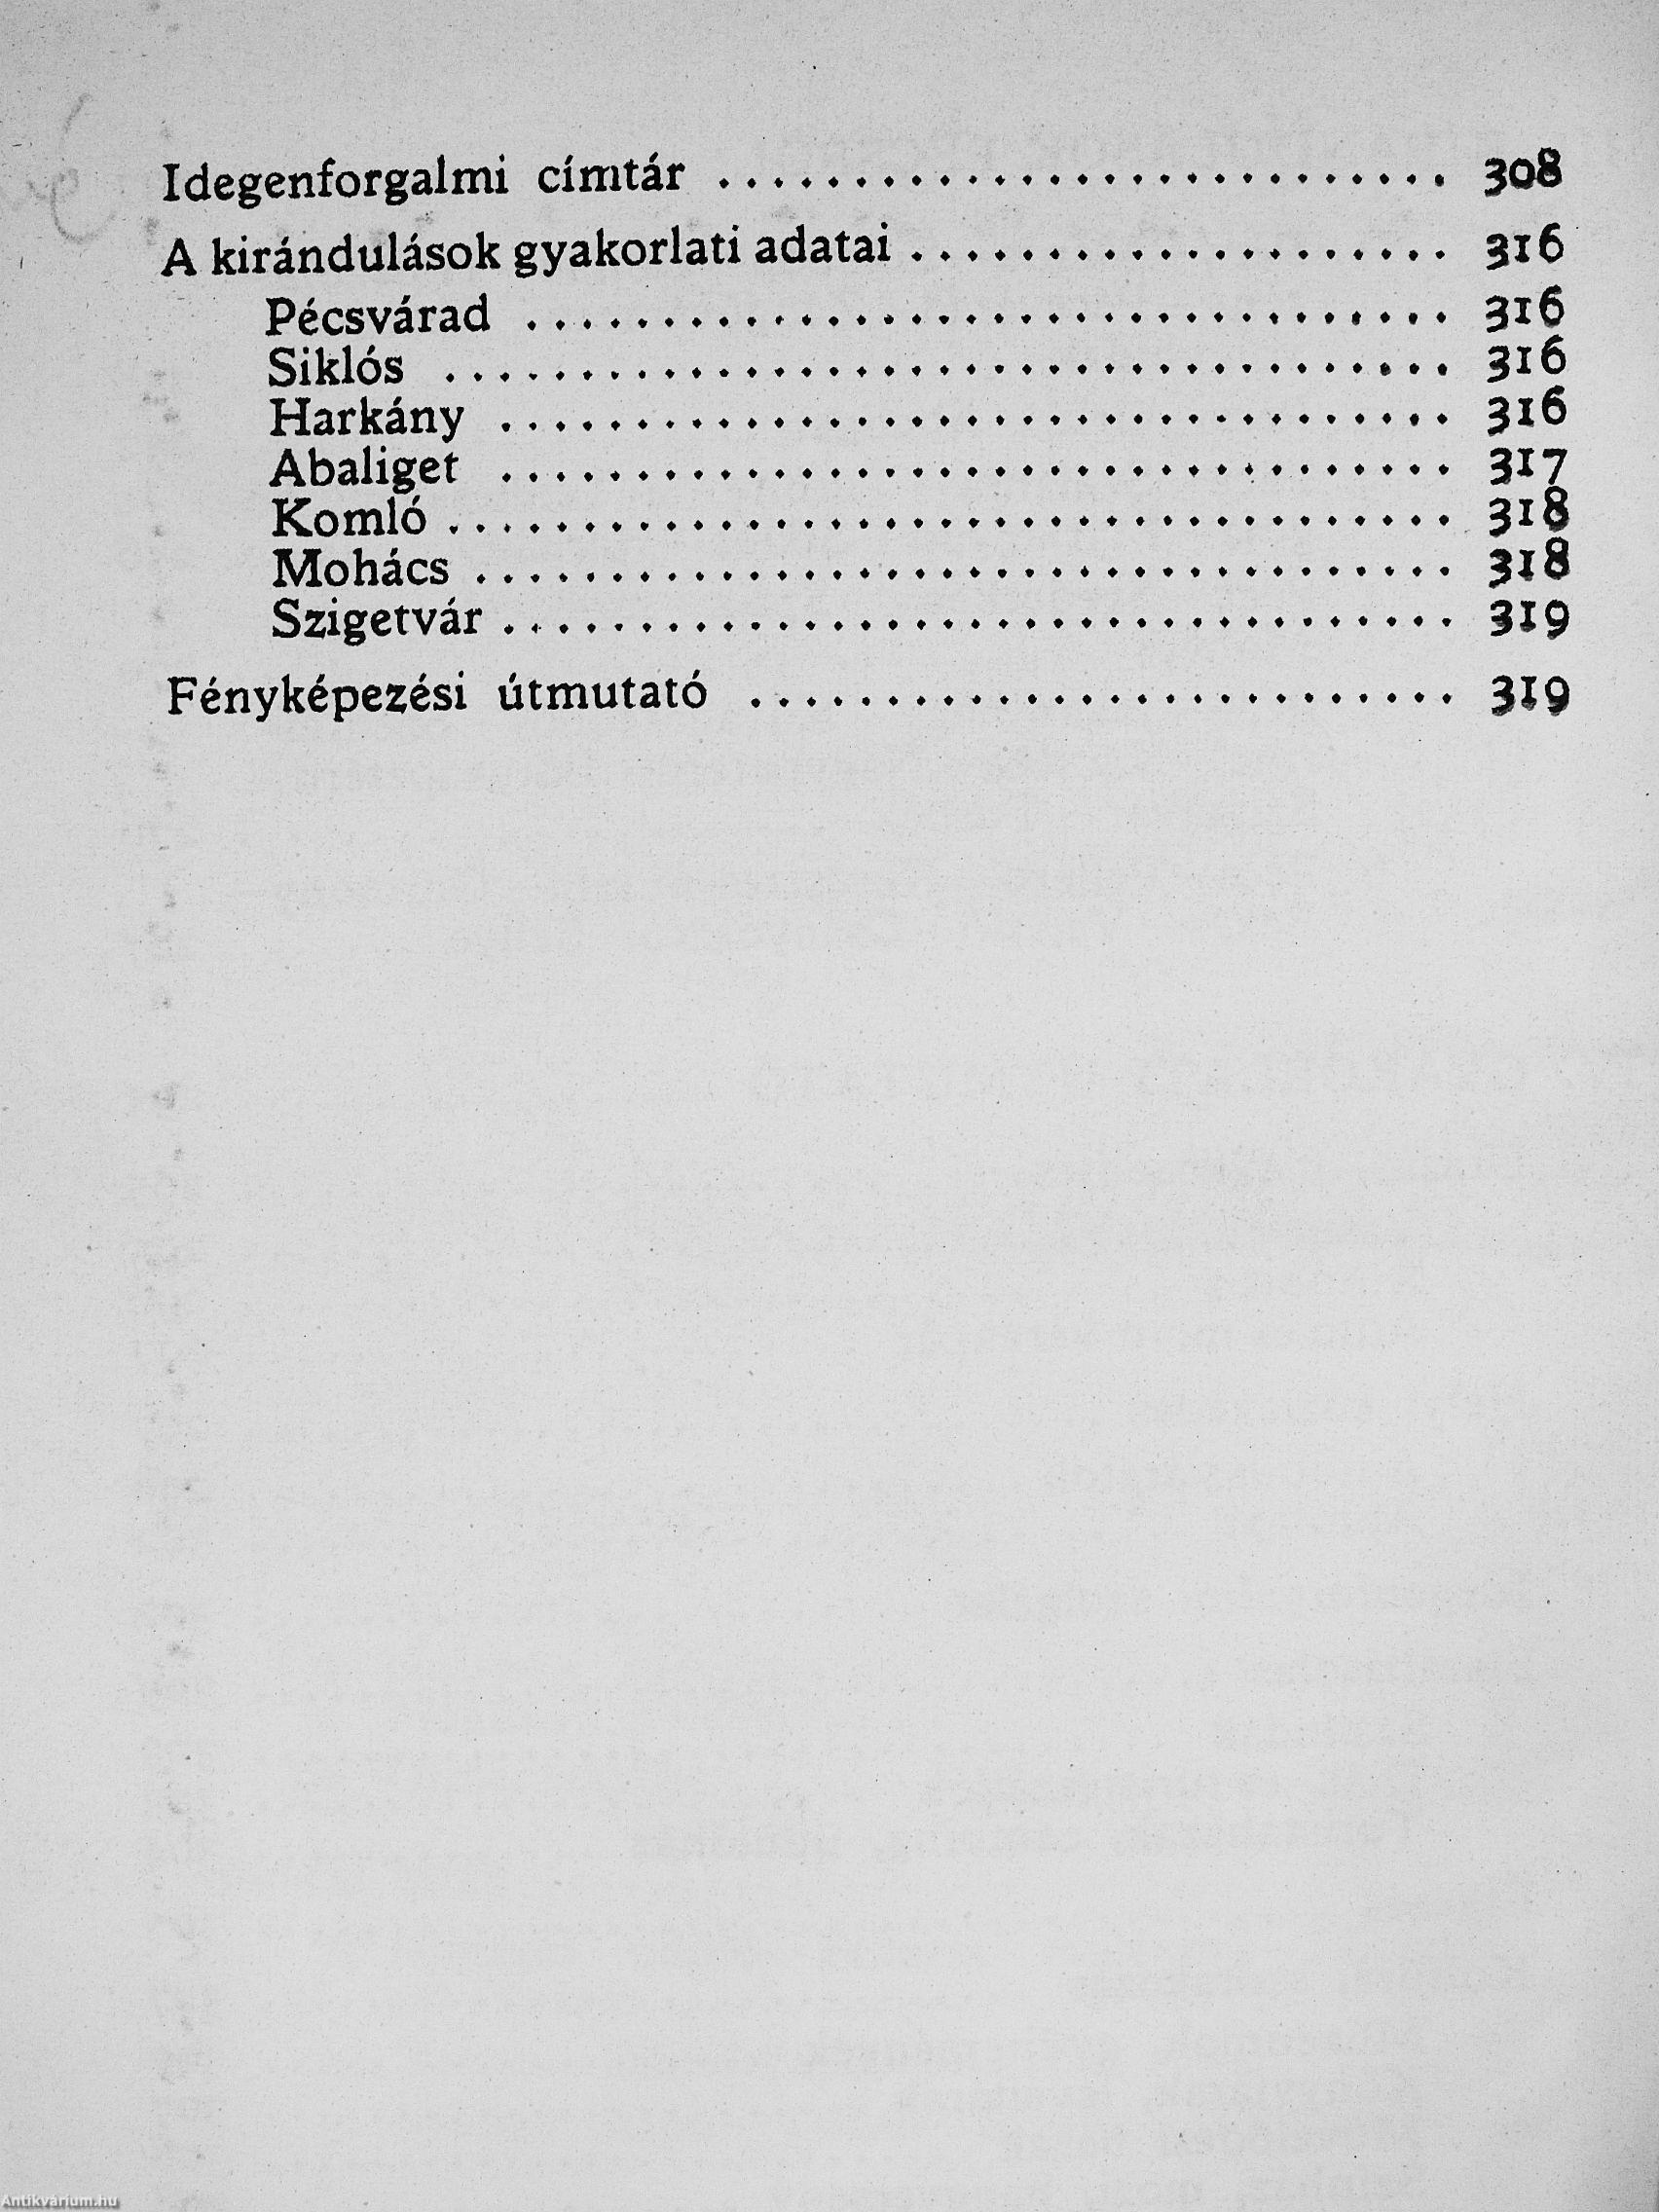 Idegenforgalmi címtár ........................... 308
A kirándulások gyakorlati adatai .................... 316
Pécsvárad .................................. 316
Siklós ..................................... 316
Harkány ................................... 316
Abaliget ................................... 317
Komló ..................................... 318
Mohács .................................... 318
Szigetvár ................................... 319
Fényképezési útmutató .......................... 319
Antikvárium.hu